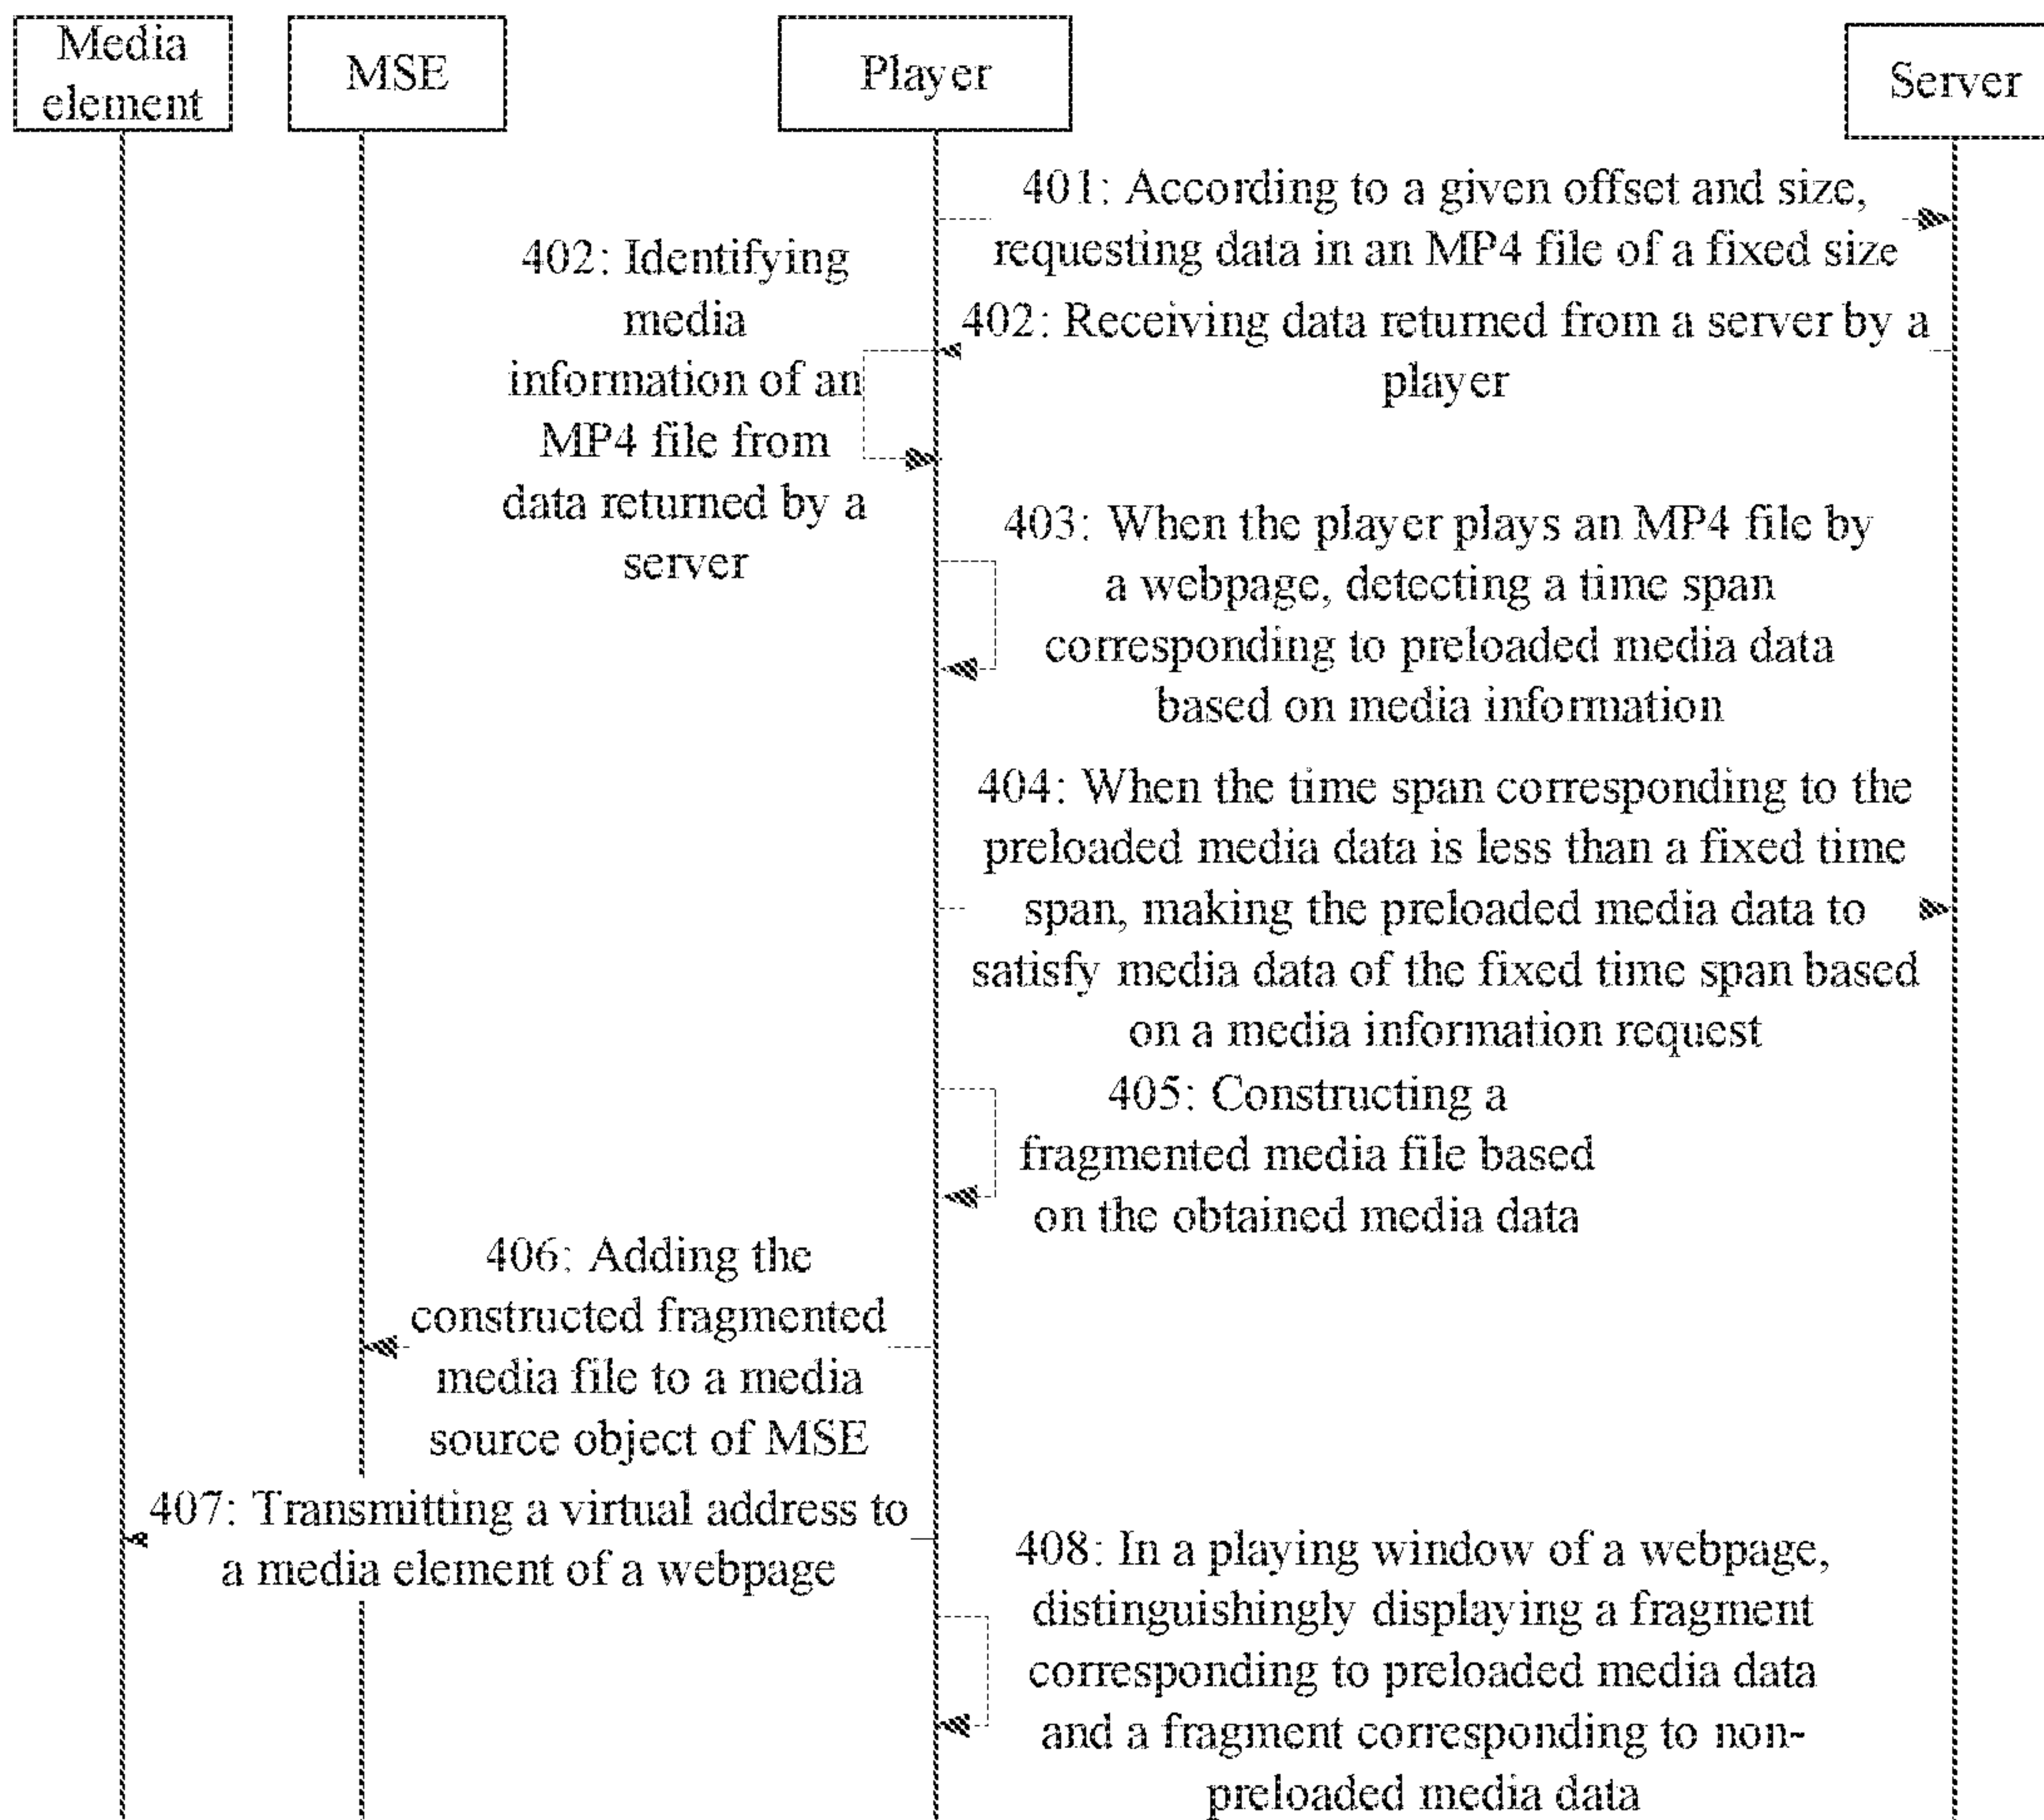 Media
element
MSE
Player
Server
401: According to a given offset and size,
requesting data in an MP4 file of a fixed size
402: Identifying
media
information of an
MP4 file from
data returned by a
server
402: Receiving data returned from a server by a
player
403: When the player plays an MP4 file by
a webpage, detecting a time span
corresponding to preloaded media data
based on media information
404: When the time span corresponding to the
preloaded media data is less than a fixed time
span, making the preloaded media data to
satisfy media data of the fixed time span based
on a media information request
405: Constructing a
fragmented media file based
on the obtained media data
406: Adding the
constructed fragmented
media file to a media
source object of MSE
407: Transmitting a virtual address to
a media element of a webpage
408: In a playing window of a webpage,
distinguishingly displaying a fragment
corresponding to preloaded media data
and a fragment corresponding to non-
preloaded media data